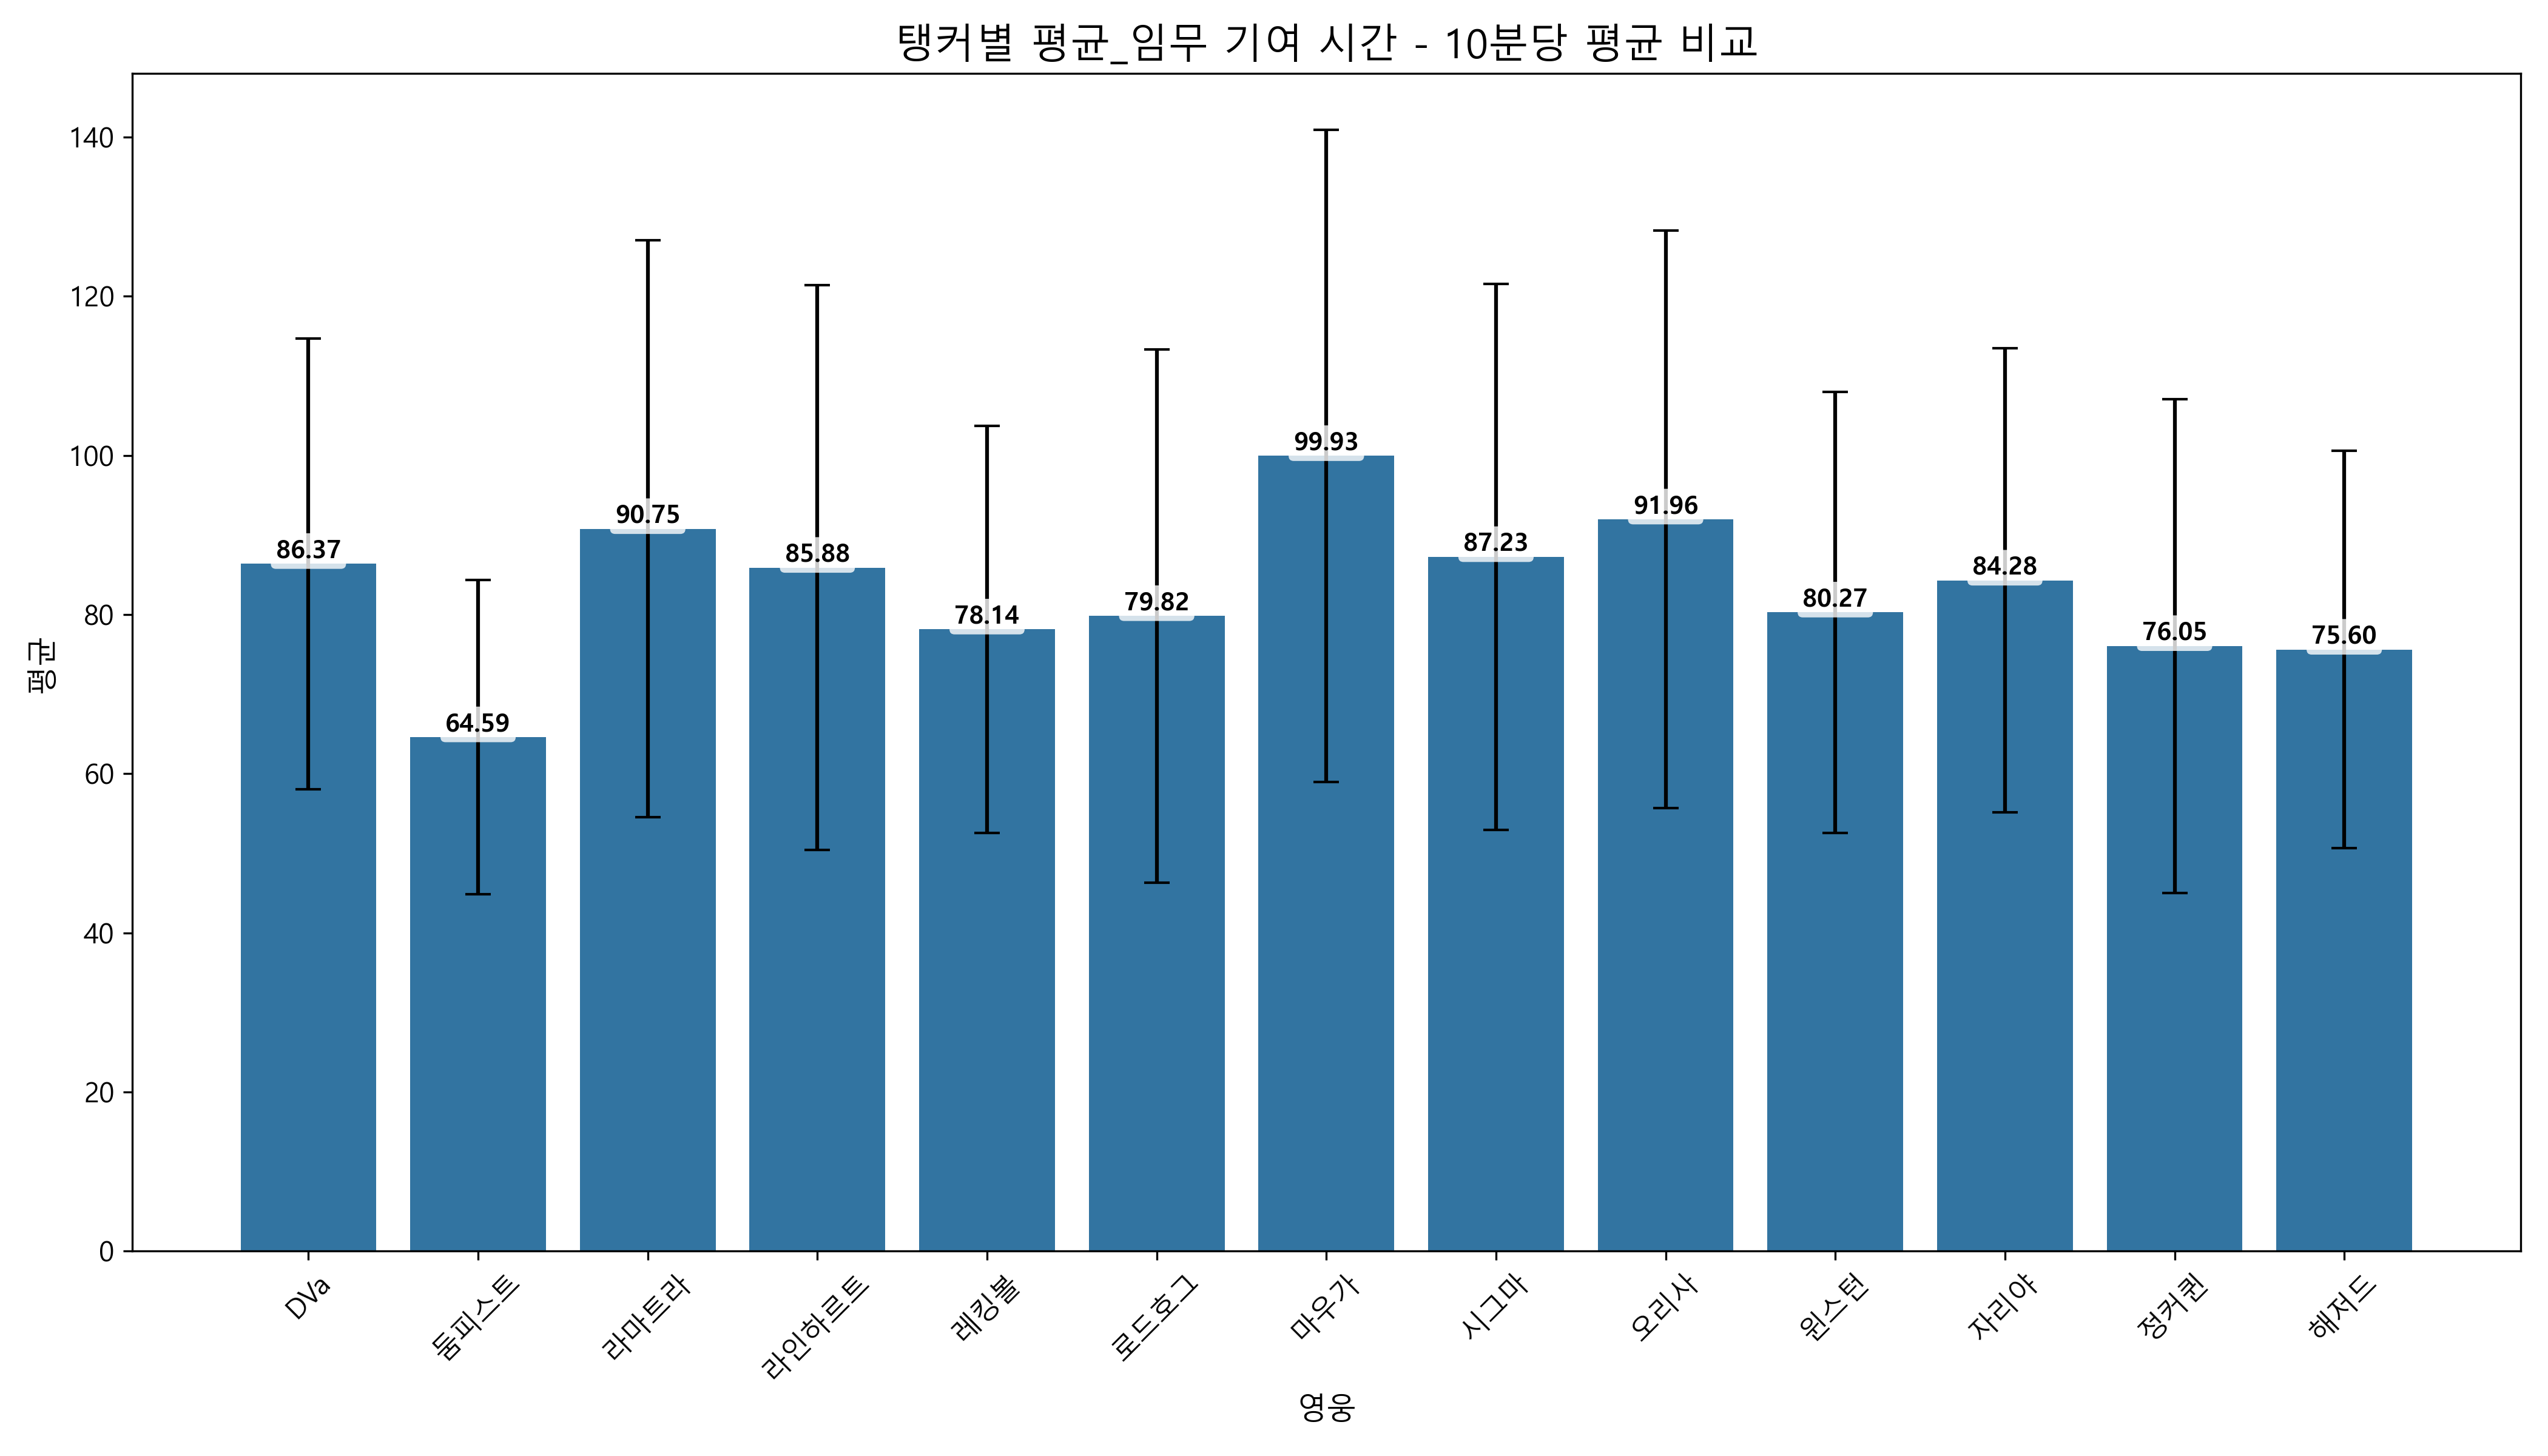 탱커별 평균_임무 기여 시간 - 10분당 평균 비교
140
120
100
80
60
40
20
0
평균
86.37
64.59
90.75
85.88
78.14
79.82
99.93
87.23
91.96
80.27
84.28
76.05
75.60
DVa
둠피스트
라마트라
라인하르트
레킹볼
로드호그
마우가
시그마
오리사
윈스턴
자리야
정커퀸
해저드
영웅